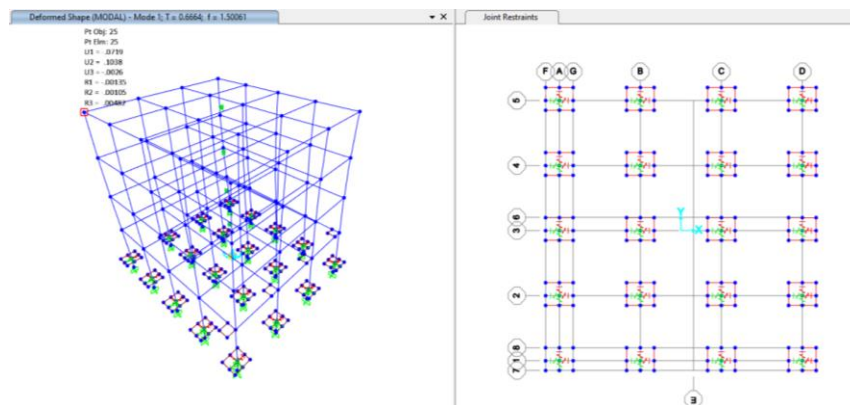 Deformed Shape (MODAL) - Mode 1; T = 0.6664; f = 1.50061
Joint Restraints
Pt Obj: 25
Pt Elm: 25
U1 = .0719
U2 = .1038
U3 = -.0026
R1 = -.00135
R2 = .00105
R3 = -.00487
F A G B C D
5
4
6
3
2
8
1
7
E
Y
X